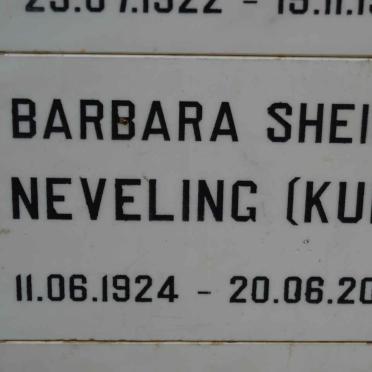 BARBARA SHEI
NEVELING (KU
11.06.1924 - 20.06.20